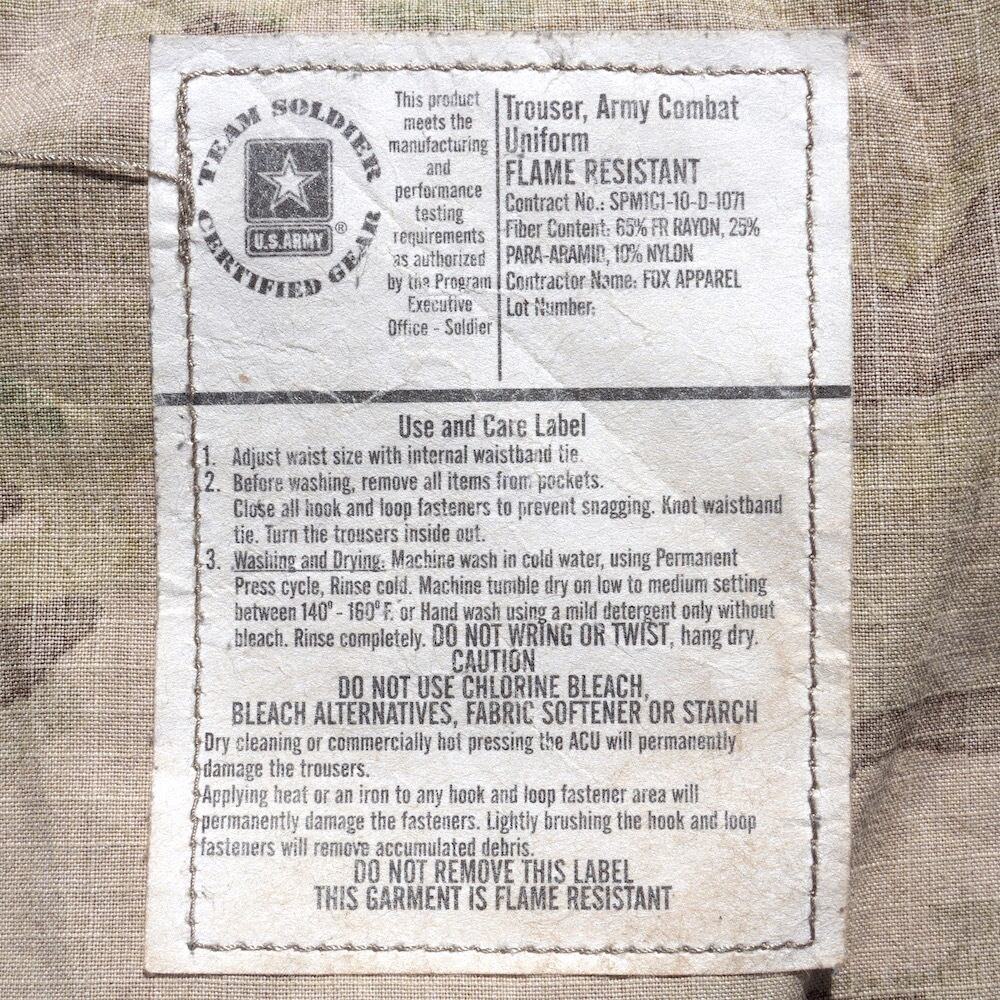 TEAM SOLDIER
CERTIFIED GEAR
U.S.ARMY ®
This product
meets the
manufacturing
and
performance
testing
requirements
as authorized
by the Program
Executive
Office - Soldier
Trouser, Army Combat
Uniform
FLAME RESISTANT
Contract No.: SPM1C1-10-D-1071
Fiber Content: 65% FR RAYON, 25%
PARA-ARAMID, 10% NYLON
Contractor Name: FOX APPAREL
Lot Number:
Use and Care Label
1. Adjust waist size with internal waistband tie.
2. Before washing, remove all items from pockets.
Close all hook and loop fasteners to prevent snagging. Knot waistband
tie. Turn the trousers inside out.
3. Washing and Drying: Machine wash in cold water, using Permanent
Press cycle, Rinse cold. Machine tumble dry on low to medium setting
between 140° - 160° F. or Hand wash using a mild detergent only without
bleach. Rinse completely. DO NOT WRING OR TWIST, hang dry.
CAUTION
DO NOT USE CHLORINE BLEACH,
BLEACH ALTERNATIVES, FABRIC SOFTENER OR STARCH
Dry cleaning or commercially hot pressing the ACU will permanently
damage the trousers.
Applying heat or an iron to any hook and loop fastener area will
permanently damage the fasteners. Lightly brushing the hook and loop
fasteners will remove accumulated debris.
DO NOT REMOVE THIS LABEL
THIS GARMENT IS FLAME RESISTANT